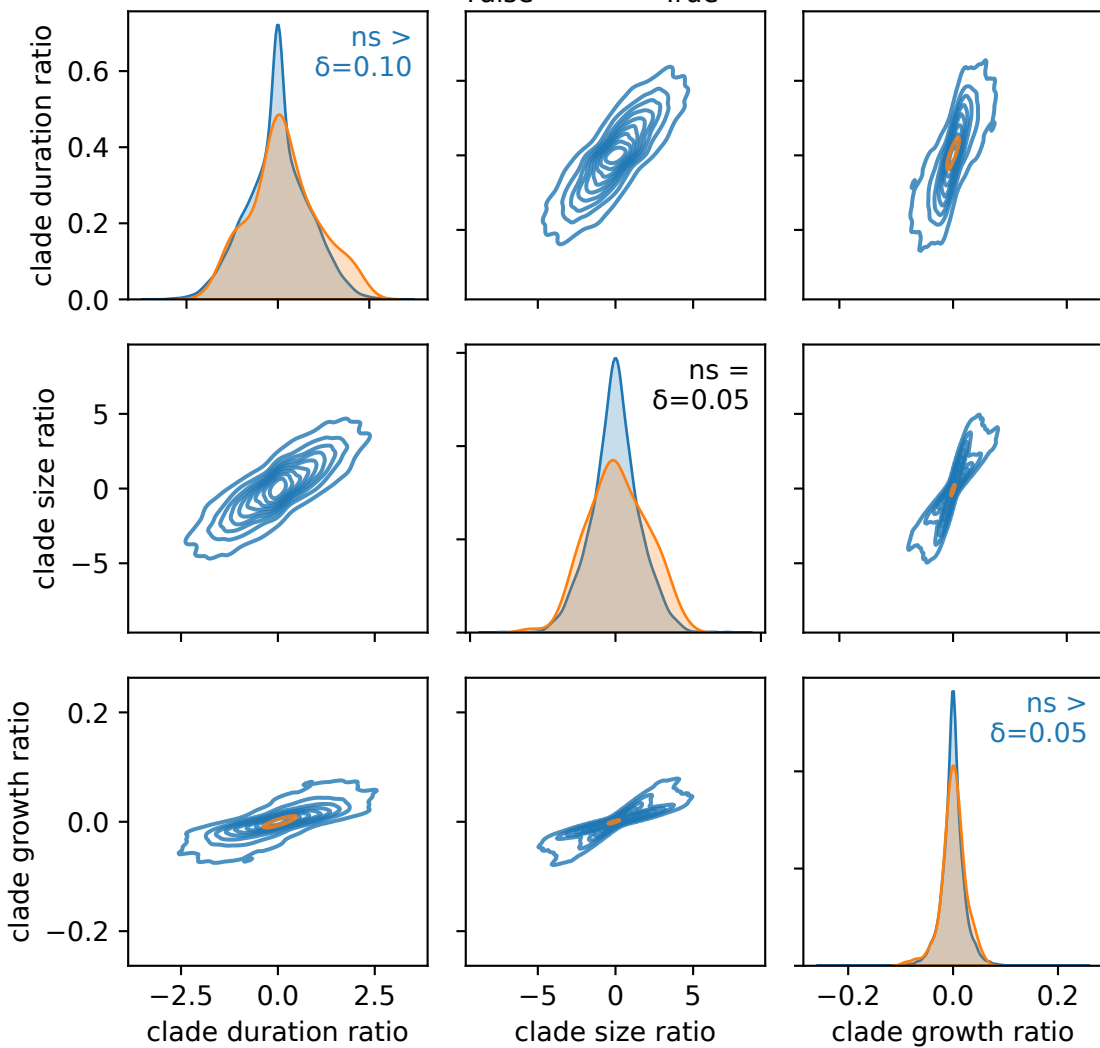 clade duration ratio
0.6
0.4
0.2
0.0
ns >
δ=0.10
clade size ratio
5
0
−5
ns =
δ=0.05
clade growth ratio
0.2
0.0
−0.2
ns >
δ=0.05
−2.5 0.0 2.5
−5 0 5
−0.2 0.0 0.2
clade duration ratio
clade size ratio
clade growth ratio